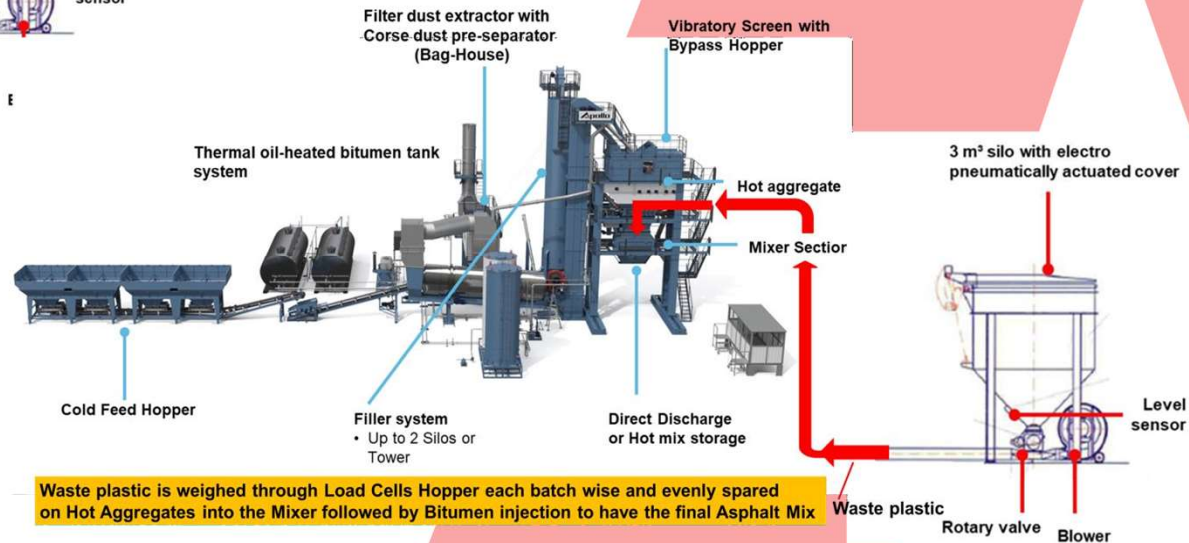 sensor
Filter dust extractor with
Corse dust pre-separator
(Bag-House)
Vibratory Screen with
Bypass Hopper
Apollo
Thermal oil-heated bitumen tank
system
3 m³ silo with electro
pneumatically actuated cover
Hot aggregate
Mixer Section
Cold Feed Hopper
Filler system
• Up to 2 Silos or
Tower
Direct Discharge
or Hot mix storage
Level
sensor
Waste plastic is weighed through Load Cells Hopper each batch wise and evenly spared
on Hot Aggregates into the Mixer followed by Bitumen injection to have the final Asphalt Mix
Waste plastic
Rotary valve
Blower